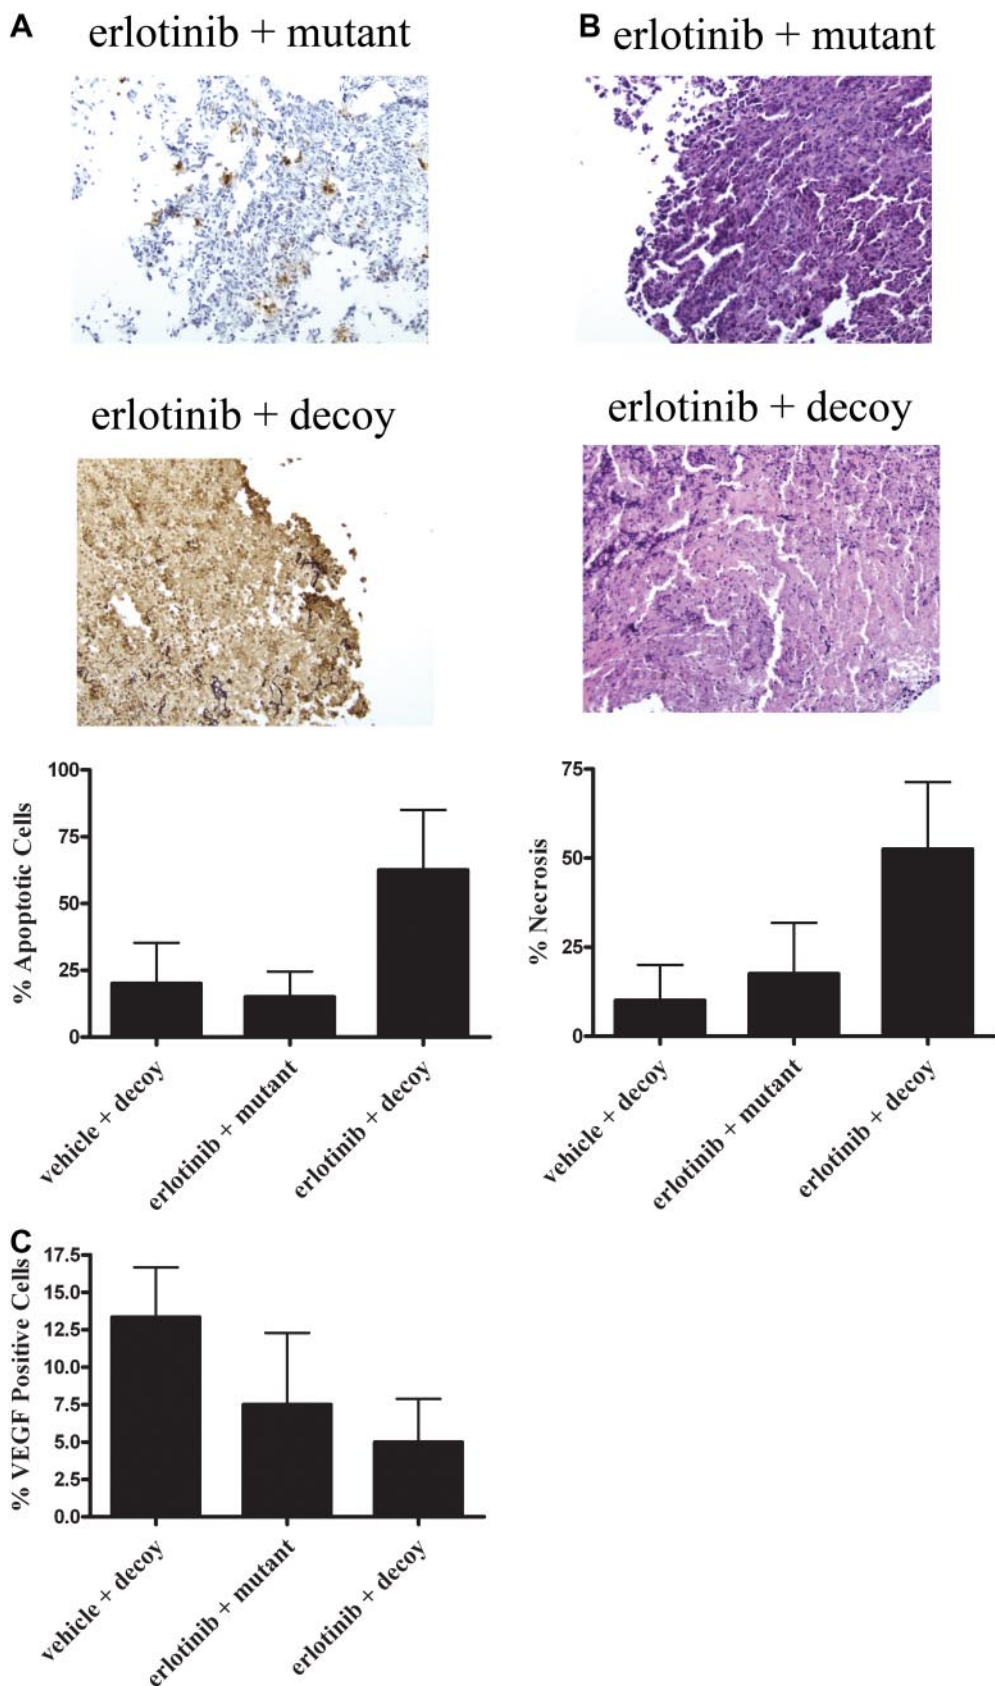 A
erlotinib + mutant
erlotinib + decoy
% Apoptotic Cells
100
75
50
25
0
vehicle + decoy
erlotinib + mutant
erlotinib + decoy
B
erlotinib + mutant
erlotinib + decoy
% Necrosis
75
50
25
0
vehicle + decoy
erlotinib + mutant
erlotinib + decoy
C
% VEGF Positive Cells
17.5
15.0
12.5
10.0
7.5
5.0
2.5
0.0
vehicle + decoy
erlotinib + mutant
erlotinib + decoy